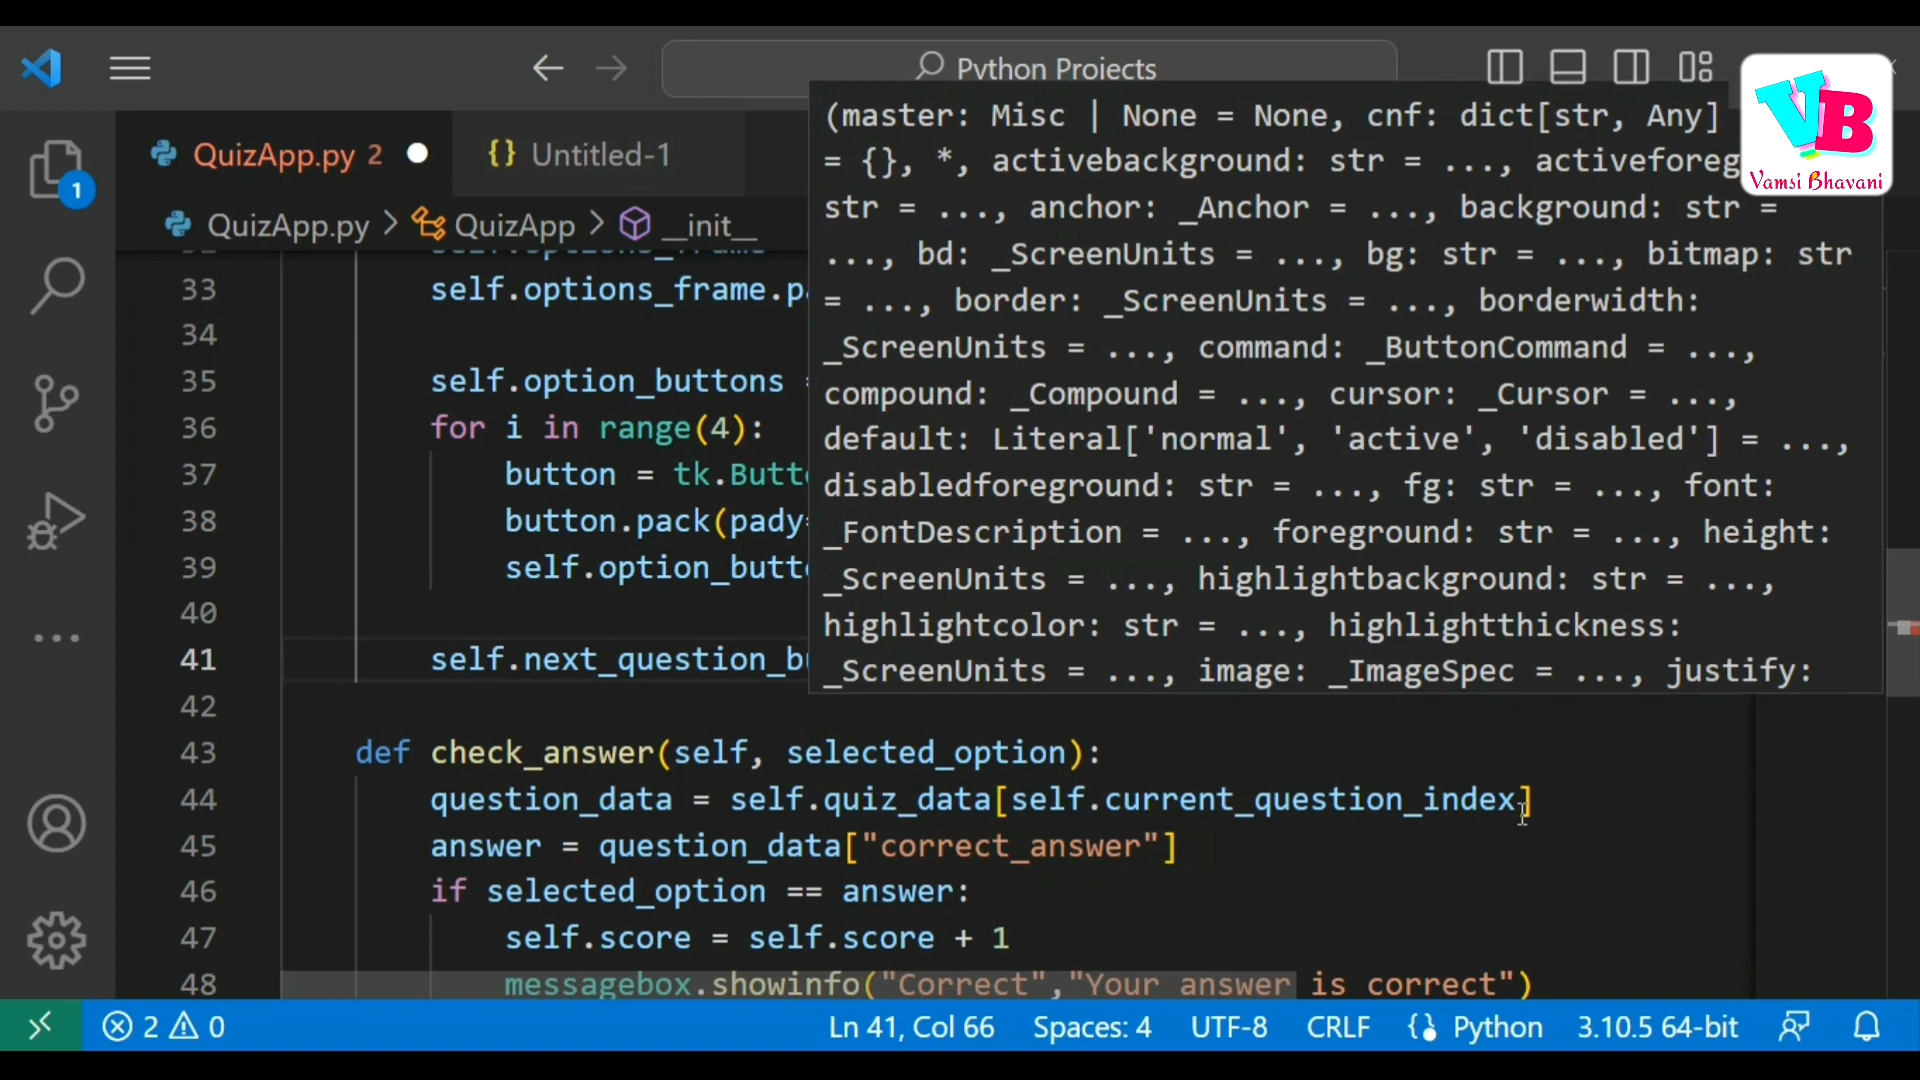 Python Projects
VB
Vamsi Bhavani
1
QuizApp.py 2
{} Untitled-1
QuizApp.py > QuizApp > __init__
(master: Misc | None = None, cnf: dict[str, Any]
= {}, *, activebackground: str = ..., activeforeg
str = ..., anchor: _Anchor = ..., background: str =
..., bd: _ScreenUnits = ..., bg: str = ..., bitmap: str
= ..., border: _ScreenUnits = ..., borderwidth:
_ScreenUnits = ..., command: _ButtonCommand = ...,
compound: _Compound = ..., cursor: _Cursor = ...,
default: Literal['normal', 'active', 'disabled'] = ...,
disabledforeground: str = ..., fg: str = ..., font:
_FontDescription = ..., foreground: str = ..., height:
_ScreenUnits = ..., highlightbackground: str = ...,
highlightcolor: str = ..., highlightthickness:
_ScreenUnits = ..., image: _ImageSpec = ..., justify:
33 self.options_frame.pa
34
35 self.option_buttons =
36 for i in range(4):
37 button = tk.Butto
38 button.pack(pady=
39 self.option_butto
40
41 self.next_question_bu
42
43 def check_answer(self, selected_option):
44 question_data = self.quiz_data[self.current_question_index]
45 answer = question_data["correct_answer"]
46 if selected_option == answer:
47 self.score = self.score + 1
48 messagebox.showinfo("Correct","Your answer is correct")
2 0 Ln 41, Col 66 Spaces: 4 UTF-8 CRLF {} Python 3.10.5 64-bit